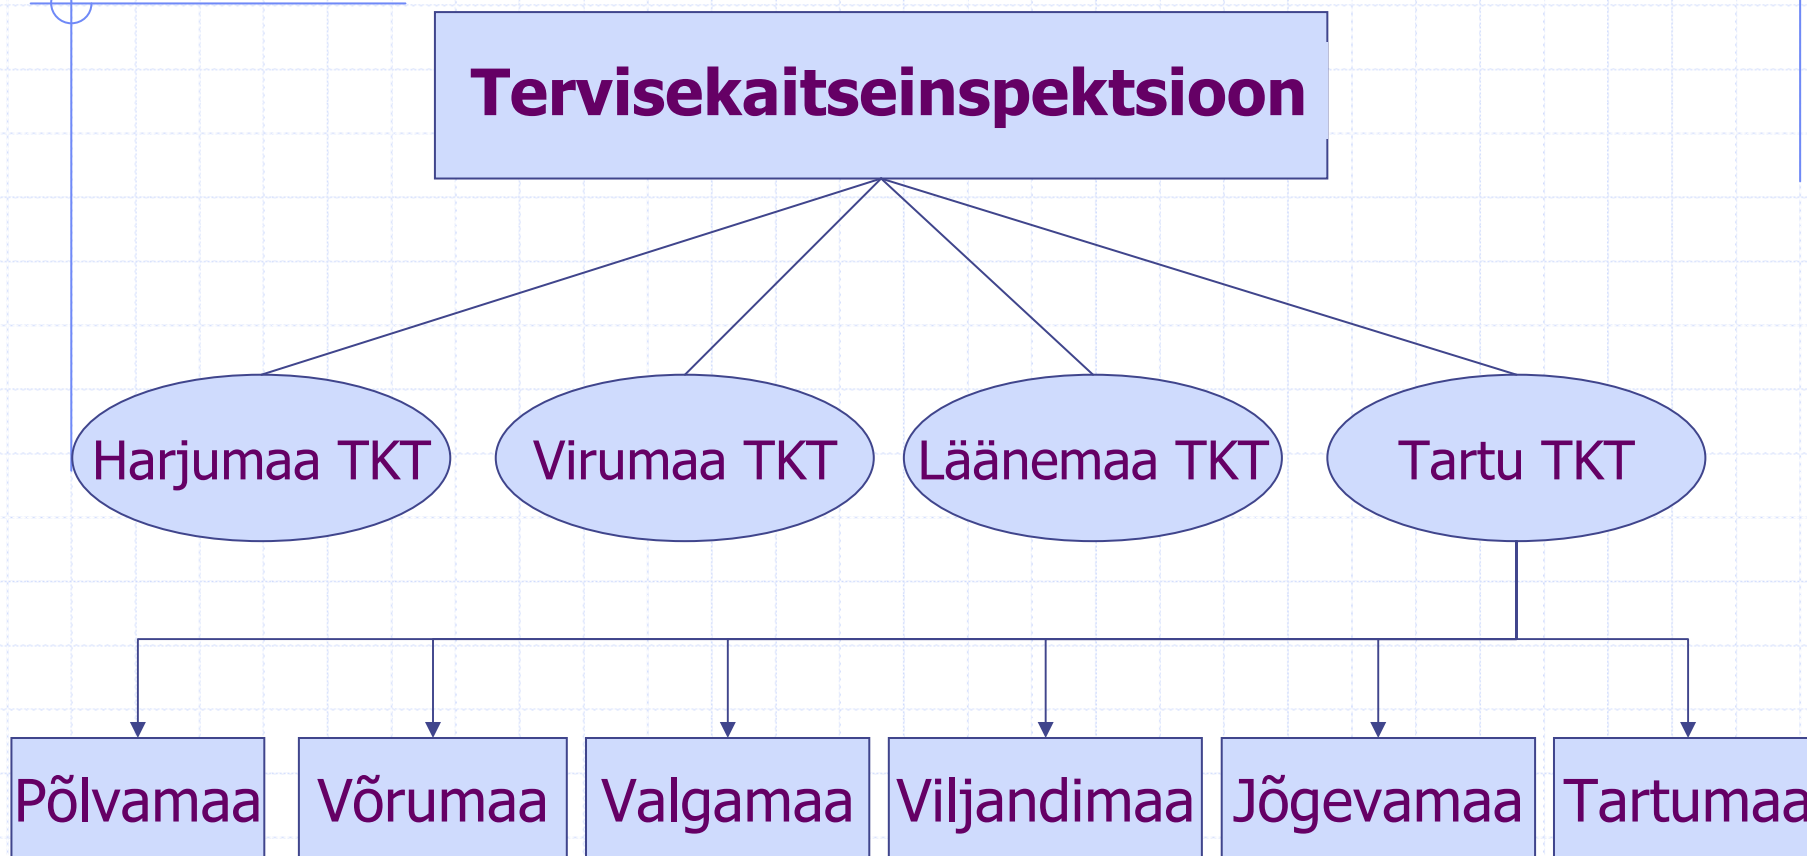 Tervisekaitseinspektsioon
Harjumaa TKT
Virumaa TKT
Läänemaa TKT
Tartu TKT
Põlvamaa
Võrumaa
Valgamaa
Viljandimaa
Jõgevamaa
Tartumaa